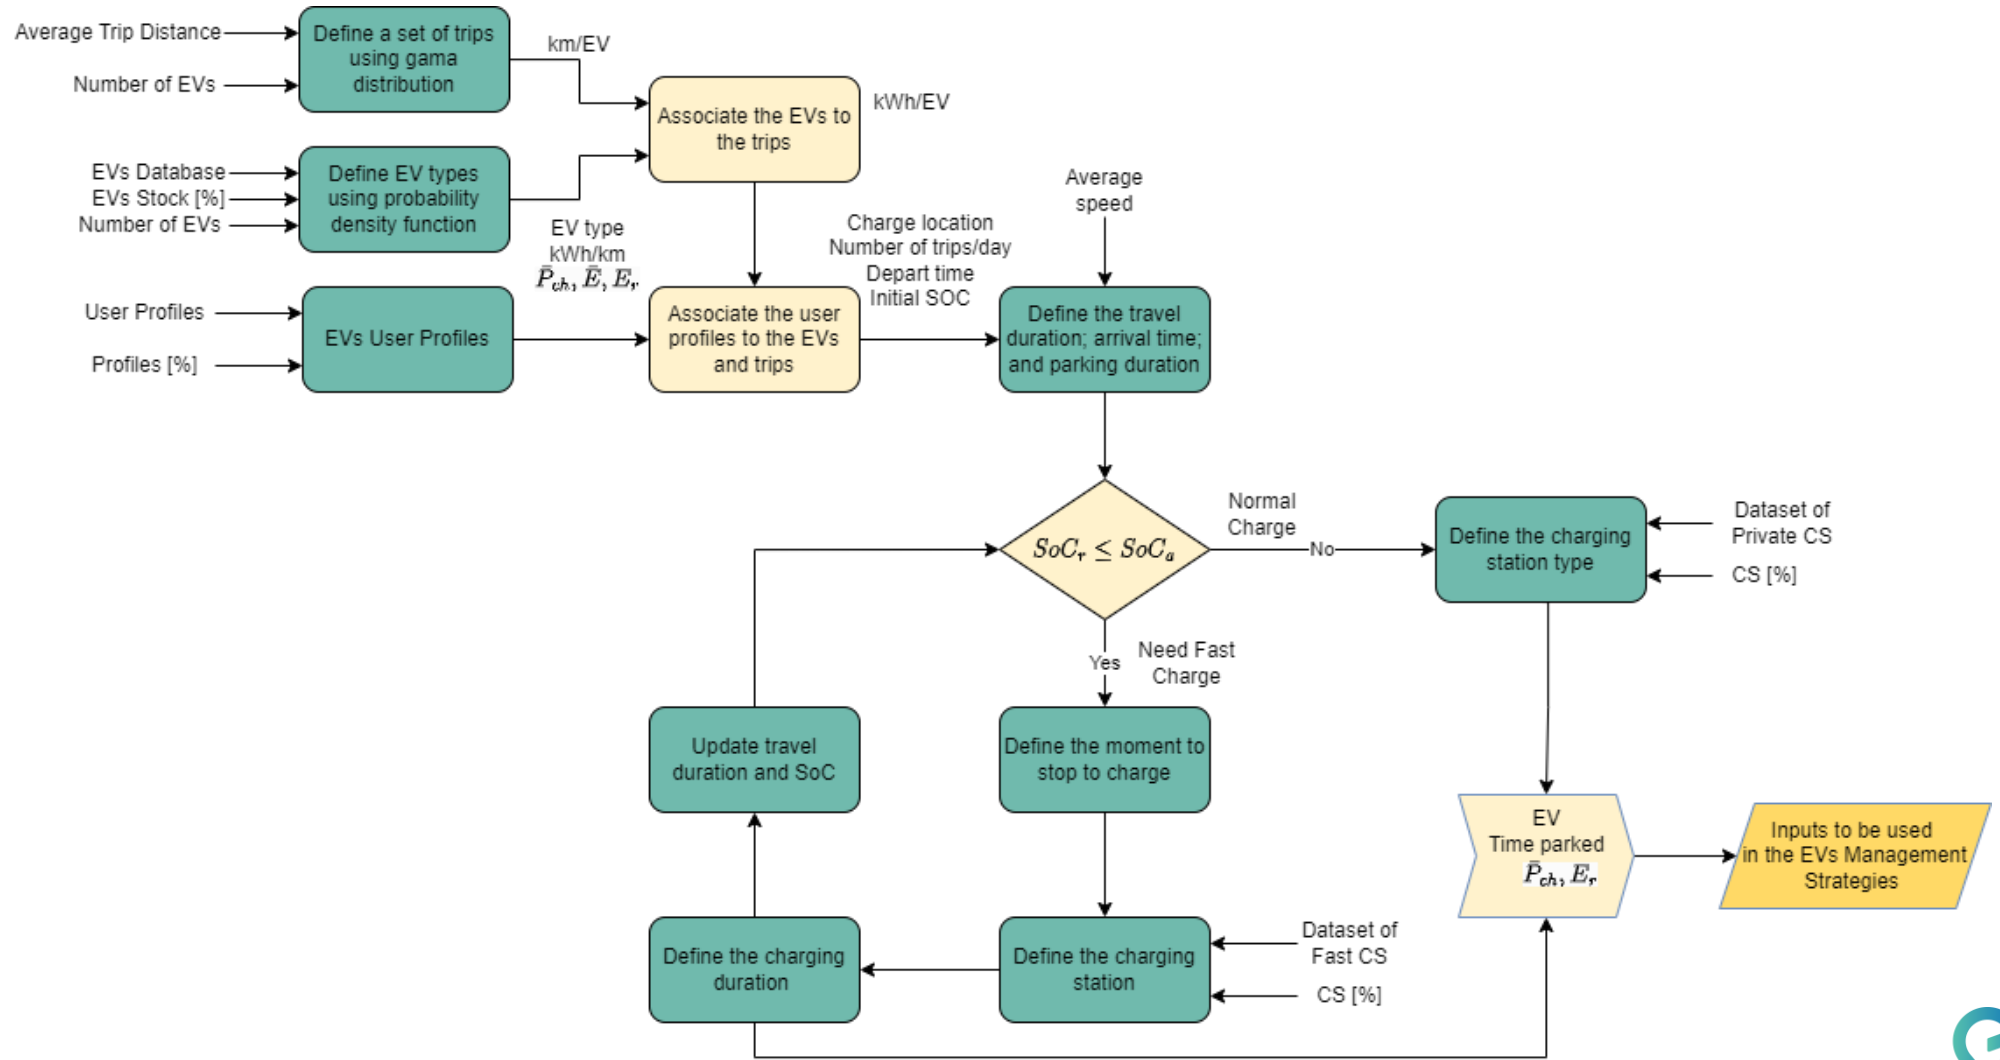 Average Trip Distance
Number of EVs
Define a set of trips
using gama
distribution
km/EV
EVs Database
EVs Stock [%]
Number of EVs
Define EV types
using probability
density function
EV type
kWh/km
P̄_ch, Ē, E_r
Associate the EVs to
the trips
kWh/EV
User Profiles
Profiles [%]
EVs User Profiles
Associate the user
profiles to the EVs
and trips
Charge location
Number of trips/day
Depart time
Initial SOC
Average
speed
Define the travel
duration; arrival time;
and parking duration
SoC_r ≤ SoC_a
Normal
Charge
No
Define the charging
station type
Dataset of
Private CS
CS [%]
Yes
Need Fast
Charge
Update travel
duration and SoC
Define the moment to
stop to charge
EV
Time parked
P̄_ch, E_r
Inputs to be used
in the EVs Management
Strategies
Define the charging
duration
Define the charging
station
Dataset of
Fast CS
CS [%]